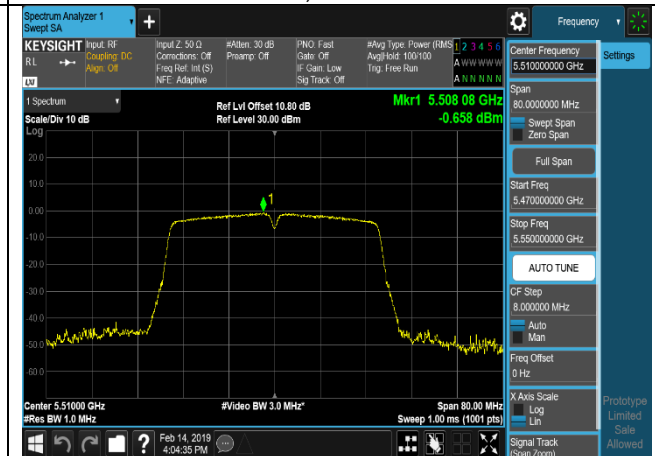 Spectrum Analyzer 1
Swept SA
Frequency
KEYSIGHT
Input: RF
Coupling: DC
Align: Off
Input Z: 50 Ω
Corrections: Off
Freq Ref: Int (S)
NFE: Adaptive
#Atten: 30 dB
Preamp: Off
PNO: Fast
Gate: Off
IF Gain: Low
Sig Track: Off
#Avg Type: Power (RMS
Avg|Hold: 100/100
Trig: Free Run
1 2 3 4 5 6
A W W W W W
A N N N N N
RL
LXI
Center Frequency
5.510000000 GHz
Settings
Span
80.0000000 MHz
Swept Span
Zero Span
Full Span
Start Freq
5.470000000 GHz
Stop Freq
5.550000000 GHz
AUTO TUNE
CF Step
8.000000 MHz
Auto
Man
Freq Offset
0 Hz
X Axis Scale
Log
Lin
Signal Track
(Span Zoom)
Prototype
Limited
Sale
Allowed
1 Spectrum
Scale/Div 10 dB
Log
Ref Lvl Offset 10.80 dB
Ref Level 30.00 dBm
Mkr1 5.508 08 GHz
-0.658 dBm
20.0
10.0
0.00
-10.0
-20.0
-30.0
-40.0
-50.0
-60.0
1
Center 5.51000 GHz
#Res BW 1.0 MHz
#Video BW 3.0 MHz*
Span 80.00 MHz
Sweep 1.00 ms (1001 pts)
?
Feb 14, 2019
4:04:35 PM